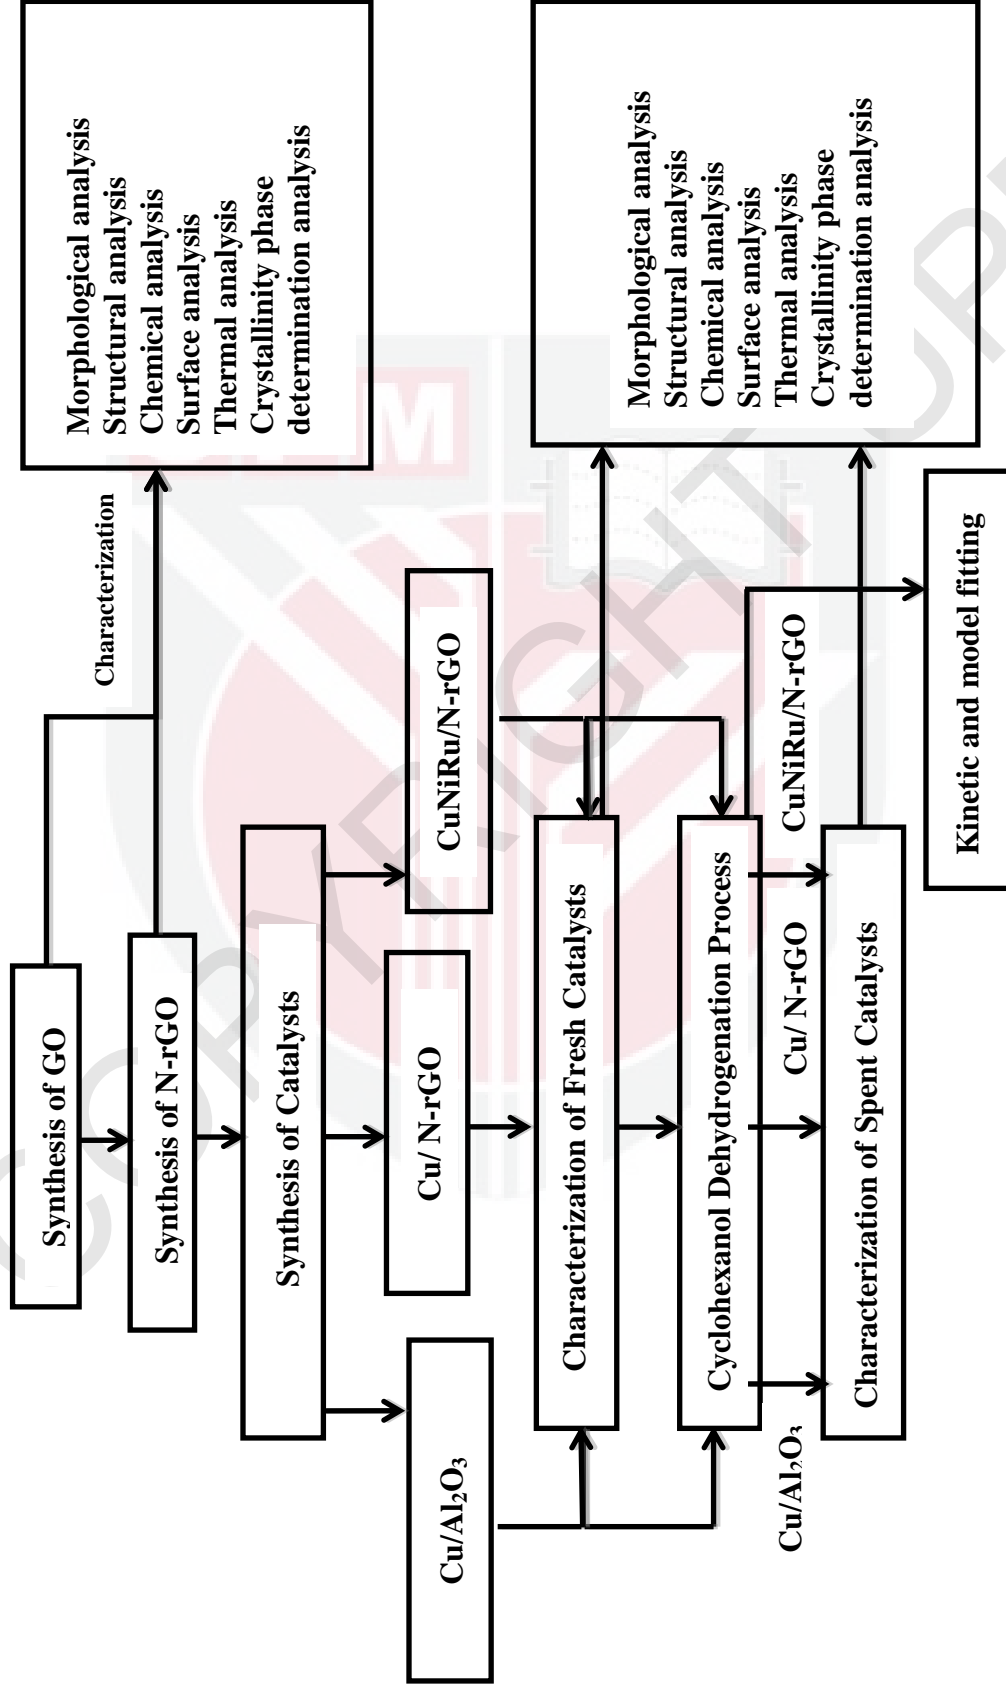 Synthesis of GO
Synthesis of N-rGO
Characterization
Morphological analysis
Structural analysis
Chemical analysis
Surface analysis
Thermal analysis
Crystallinity phase
determination analysis
Synthesis of Catalysts
Cu/Al₂O₃
Cu/ N-rGO
CuNiRu/N-rGO
Characterization of Fresh Catalysts
Cyclohexanol Dehydrogenation Process
Morphological analysis
Structural analysis
Chemical analysis
Surface analysis
Thermal analysis
Crystallinity phase
determination analysis
Cu/Al₂O₃
Cu/ N-rGO
CuNiRu/N-rGO
Characterization of Spent Catalysts
Kinetic and model fitting
COPYRIGHT UP